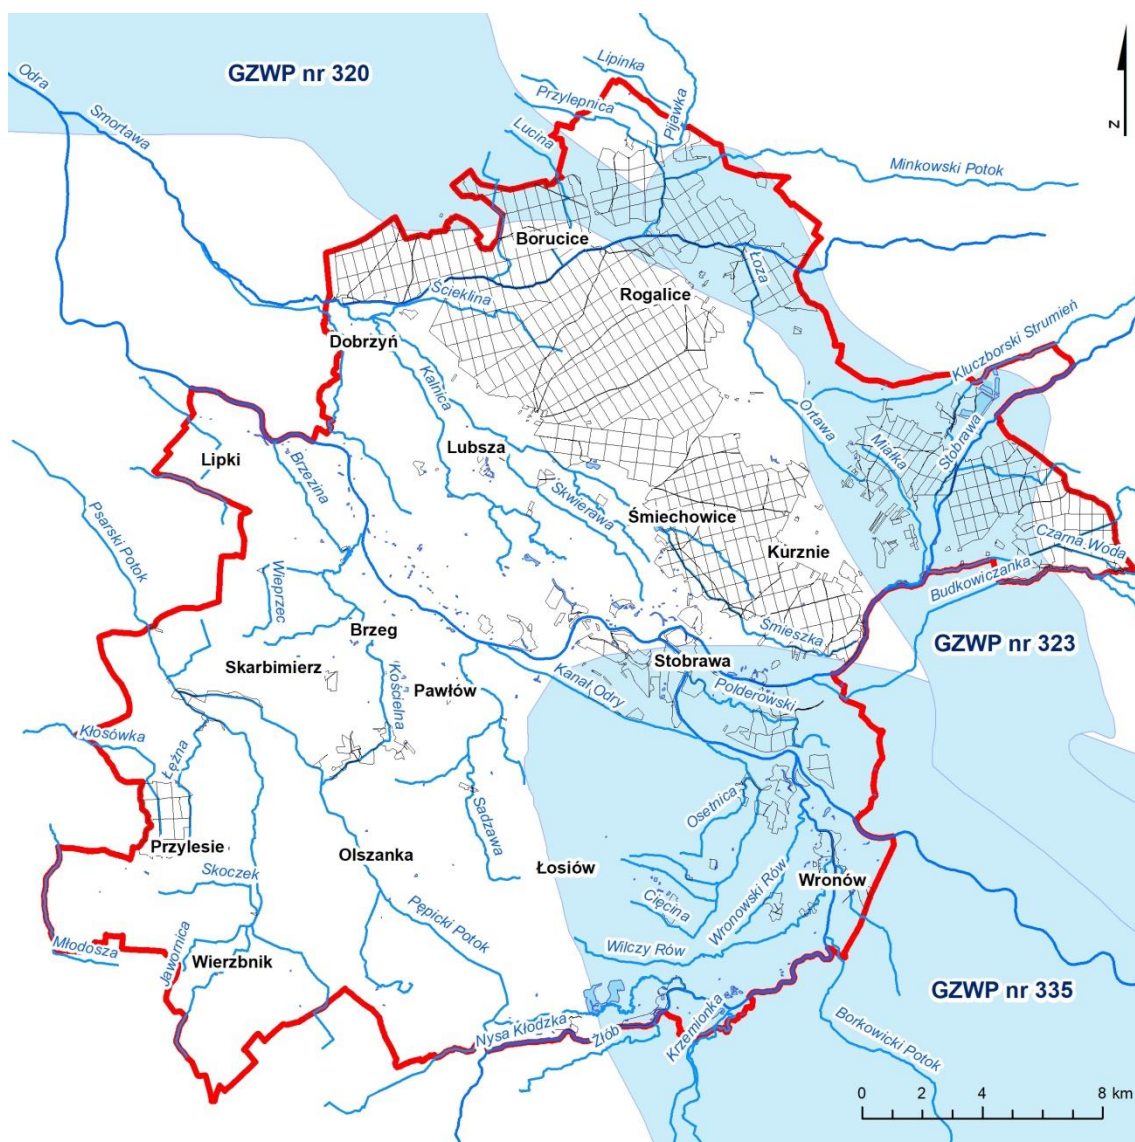 GZWP nr 320
Odra
Smortawa
Lipinka
Przylepnica
Pijawka
Lucina
N
Minkowski Potok
Borucice
Łoza
Ścieklina
Rogalice
Dobrzyń
Kluczborski Strumień
Kalnica
Ortawa
Lubsza
Miałka
Stobrawa
Lipki
Brzezina
Skwierawa
Psarski Potok
Śmiechowice
Kurznie
Czarna Woda
Budkowiczanka
Wieprzec
Brzeg
Śmieszka
GZWP nr 323
Skarbimierz
Kościelna
Pawłów
Stobrawa
Kanał Odry
Polderowski
Kłosówka
Łężna
Osetnica
Sadzawa
Przylesie
Olszanka
Skoczek
Łosiów
Wronów
Cięcina
Wronowski Rów
Pępicki Potok
Wilczy Rów
Młodosza
Jawornica
Wierzbnik
GZWP nr 335
Nysa Kłodzka
Żłób
Krzemionka
Borkowicki Potok
0 2 4 8 km